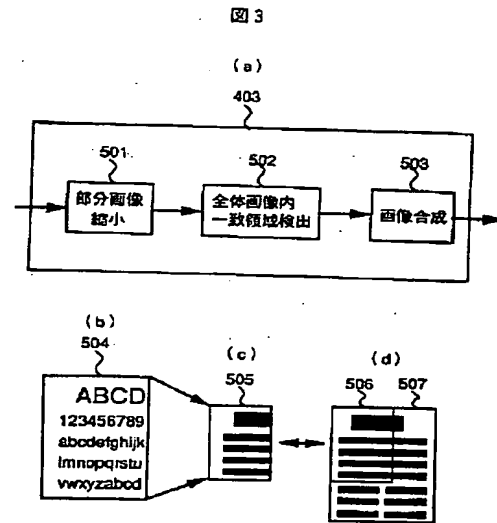 図3
(a)
403
501
502
503
部分画像
縮小
全体画像内
一致領域検出
画像合成
(b)
504
(c)
505
(d)
506
507
ABCD
123456789
abcdefghijk
lmnopqrstu
vwxyzabcd